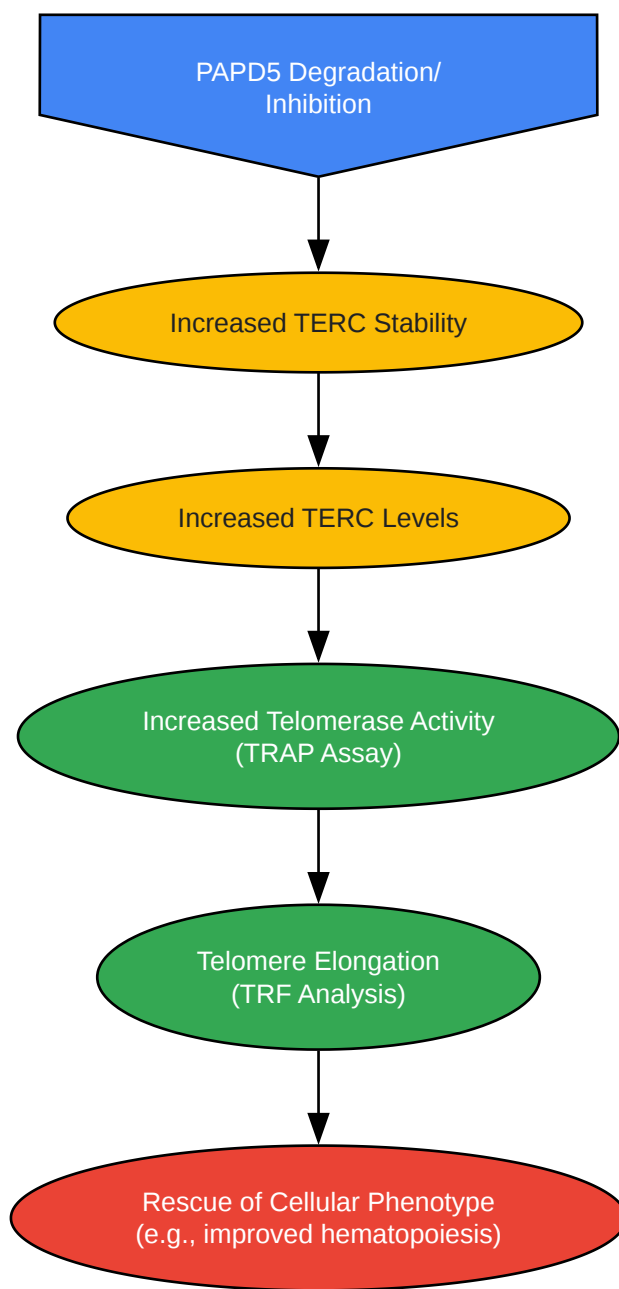 PAPD5 Degradation/
Inhibition
Increased TERC Stability
Increased TERC Levels
Increased Telomerase Activity
(TRAP Assay)
Telomere Elongation
(TRF Analysis)
Rescue of Cellular Phenotype
(e.g., improved hematopoiesis)